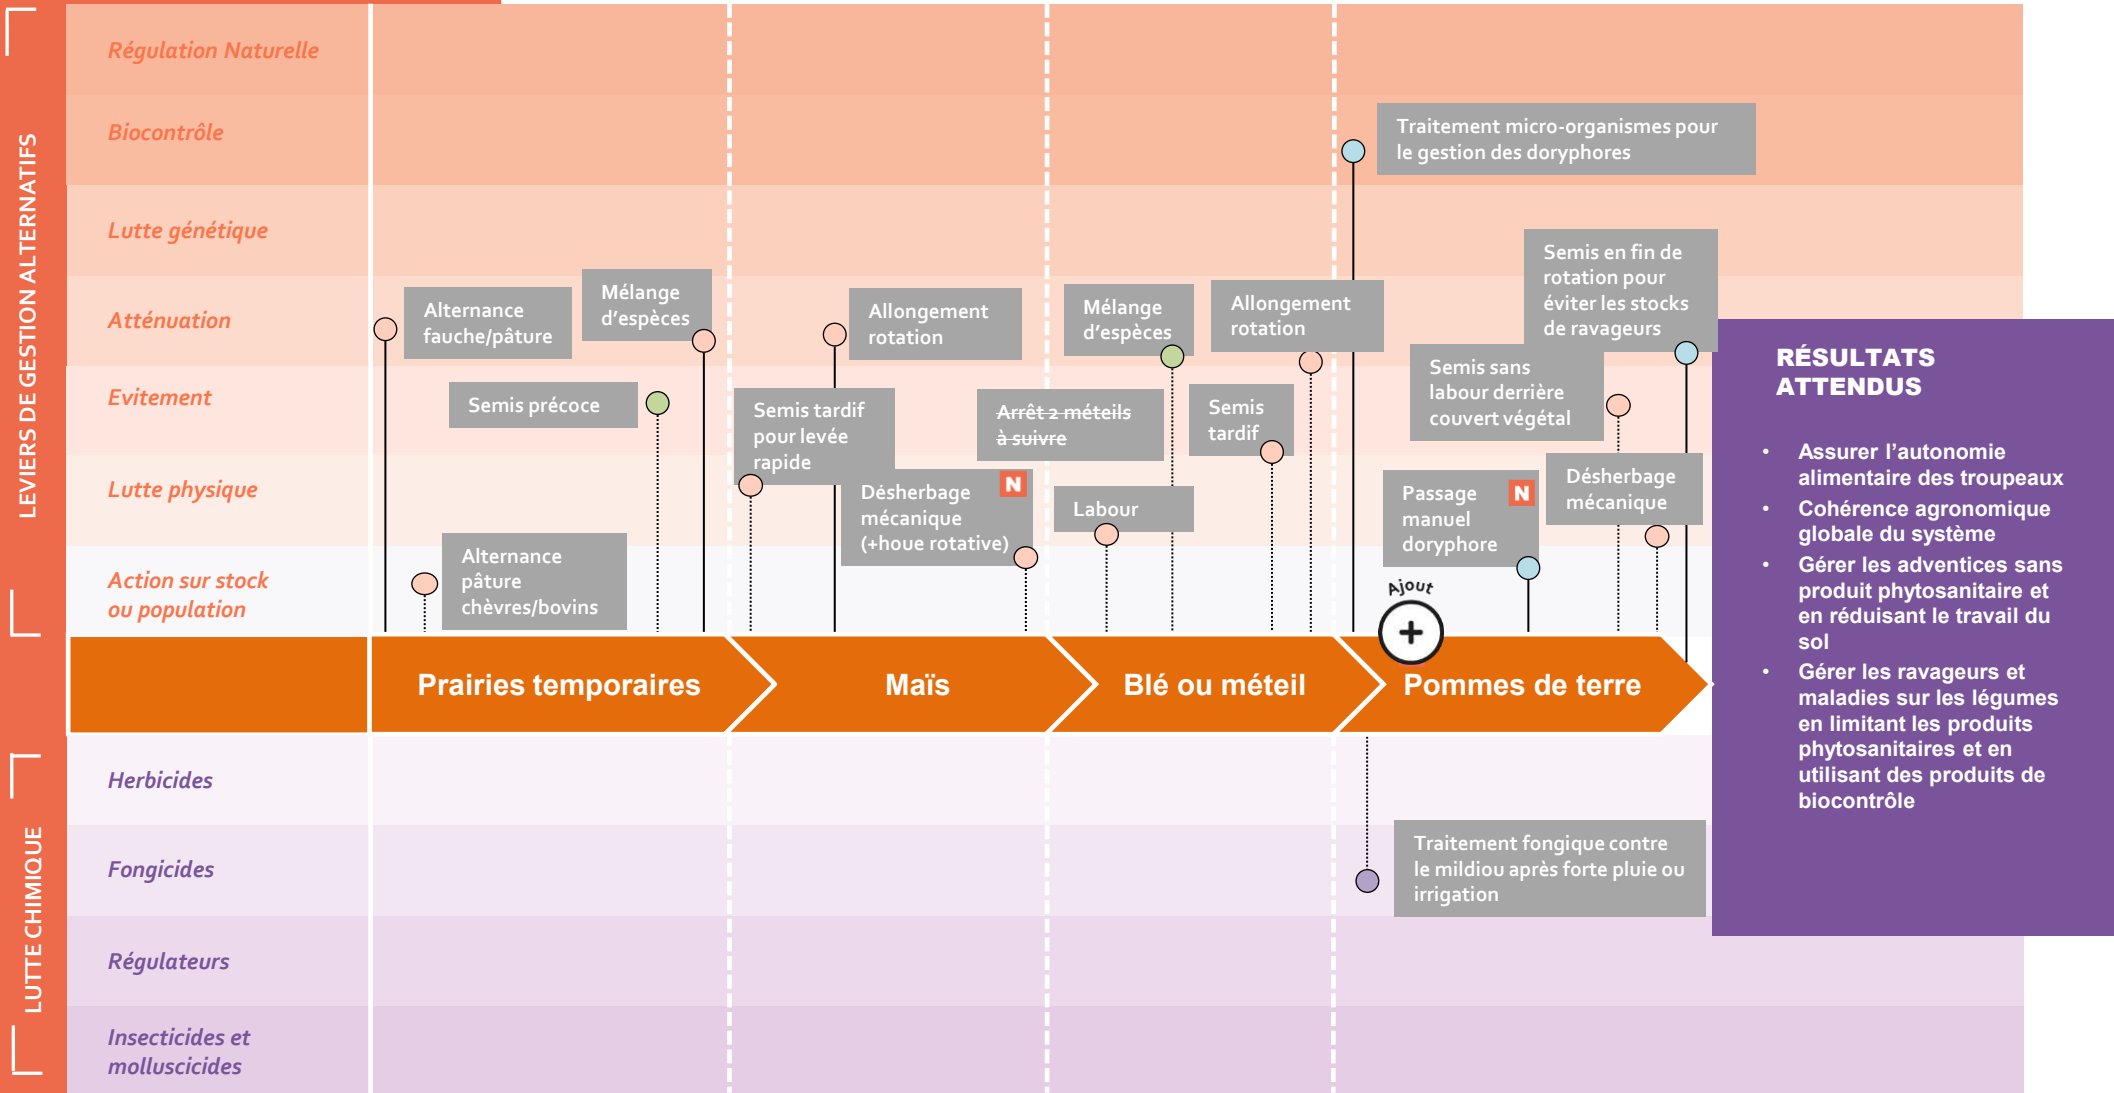 LEVIERS DE GESTION ALTERNATIFS
Régulation Naturelle
Biocontrôle
Traitement micro-organismes pour
le gestion des doryphores
Lutte génétique
Atténuation
Alternance
fauche/pâture
Mélange
d'espèces
Allongement
rotation
Mélange
d'espèces
Allongement
rotation
Semis en fin de
rotation pour
éviter les stocks
de ravageurs
Evitement
Semis précoce
Semis tardif
pour levée
rapide
Arrêt 2 méteils
à suivre
Semis
tardif
Semis sans
labour derrière
couvert végétal
Lutte physique
Désherbage
mécanique
(+houe rotative)
N
Labour
Passage
manuel
doryphore
N
Désherbage
mécanique
Action sur stock
ou population
Alternance
pâture
chèvres/bovins
Ajout
+
Prairies temporaires
Maïs
Blé ou méteil
Pommes de terre
LUTTE CHIMIQUE
Herbicides
Fongicides
Traitement fongique contre
le mildiou après forte pluie ou
irrigation
Régulateurs
Insecticides et
molluscicides
RÉSULTATS
ATTENDUS
• Assurer l'autonomie
alimentaire des troupeaux
• Cohérence agronomique
globale du système
• Gérer les adventices sans
produit phytosanitaire et
en réduisant le travail du
sol
• Gérer les ravageurs et
maladies sur les légumes
en limitant les produits
phytosanitaires et en
utilisant des produits de
biocontrôle